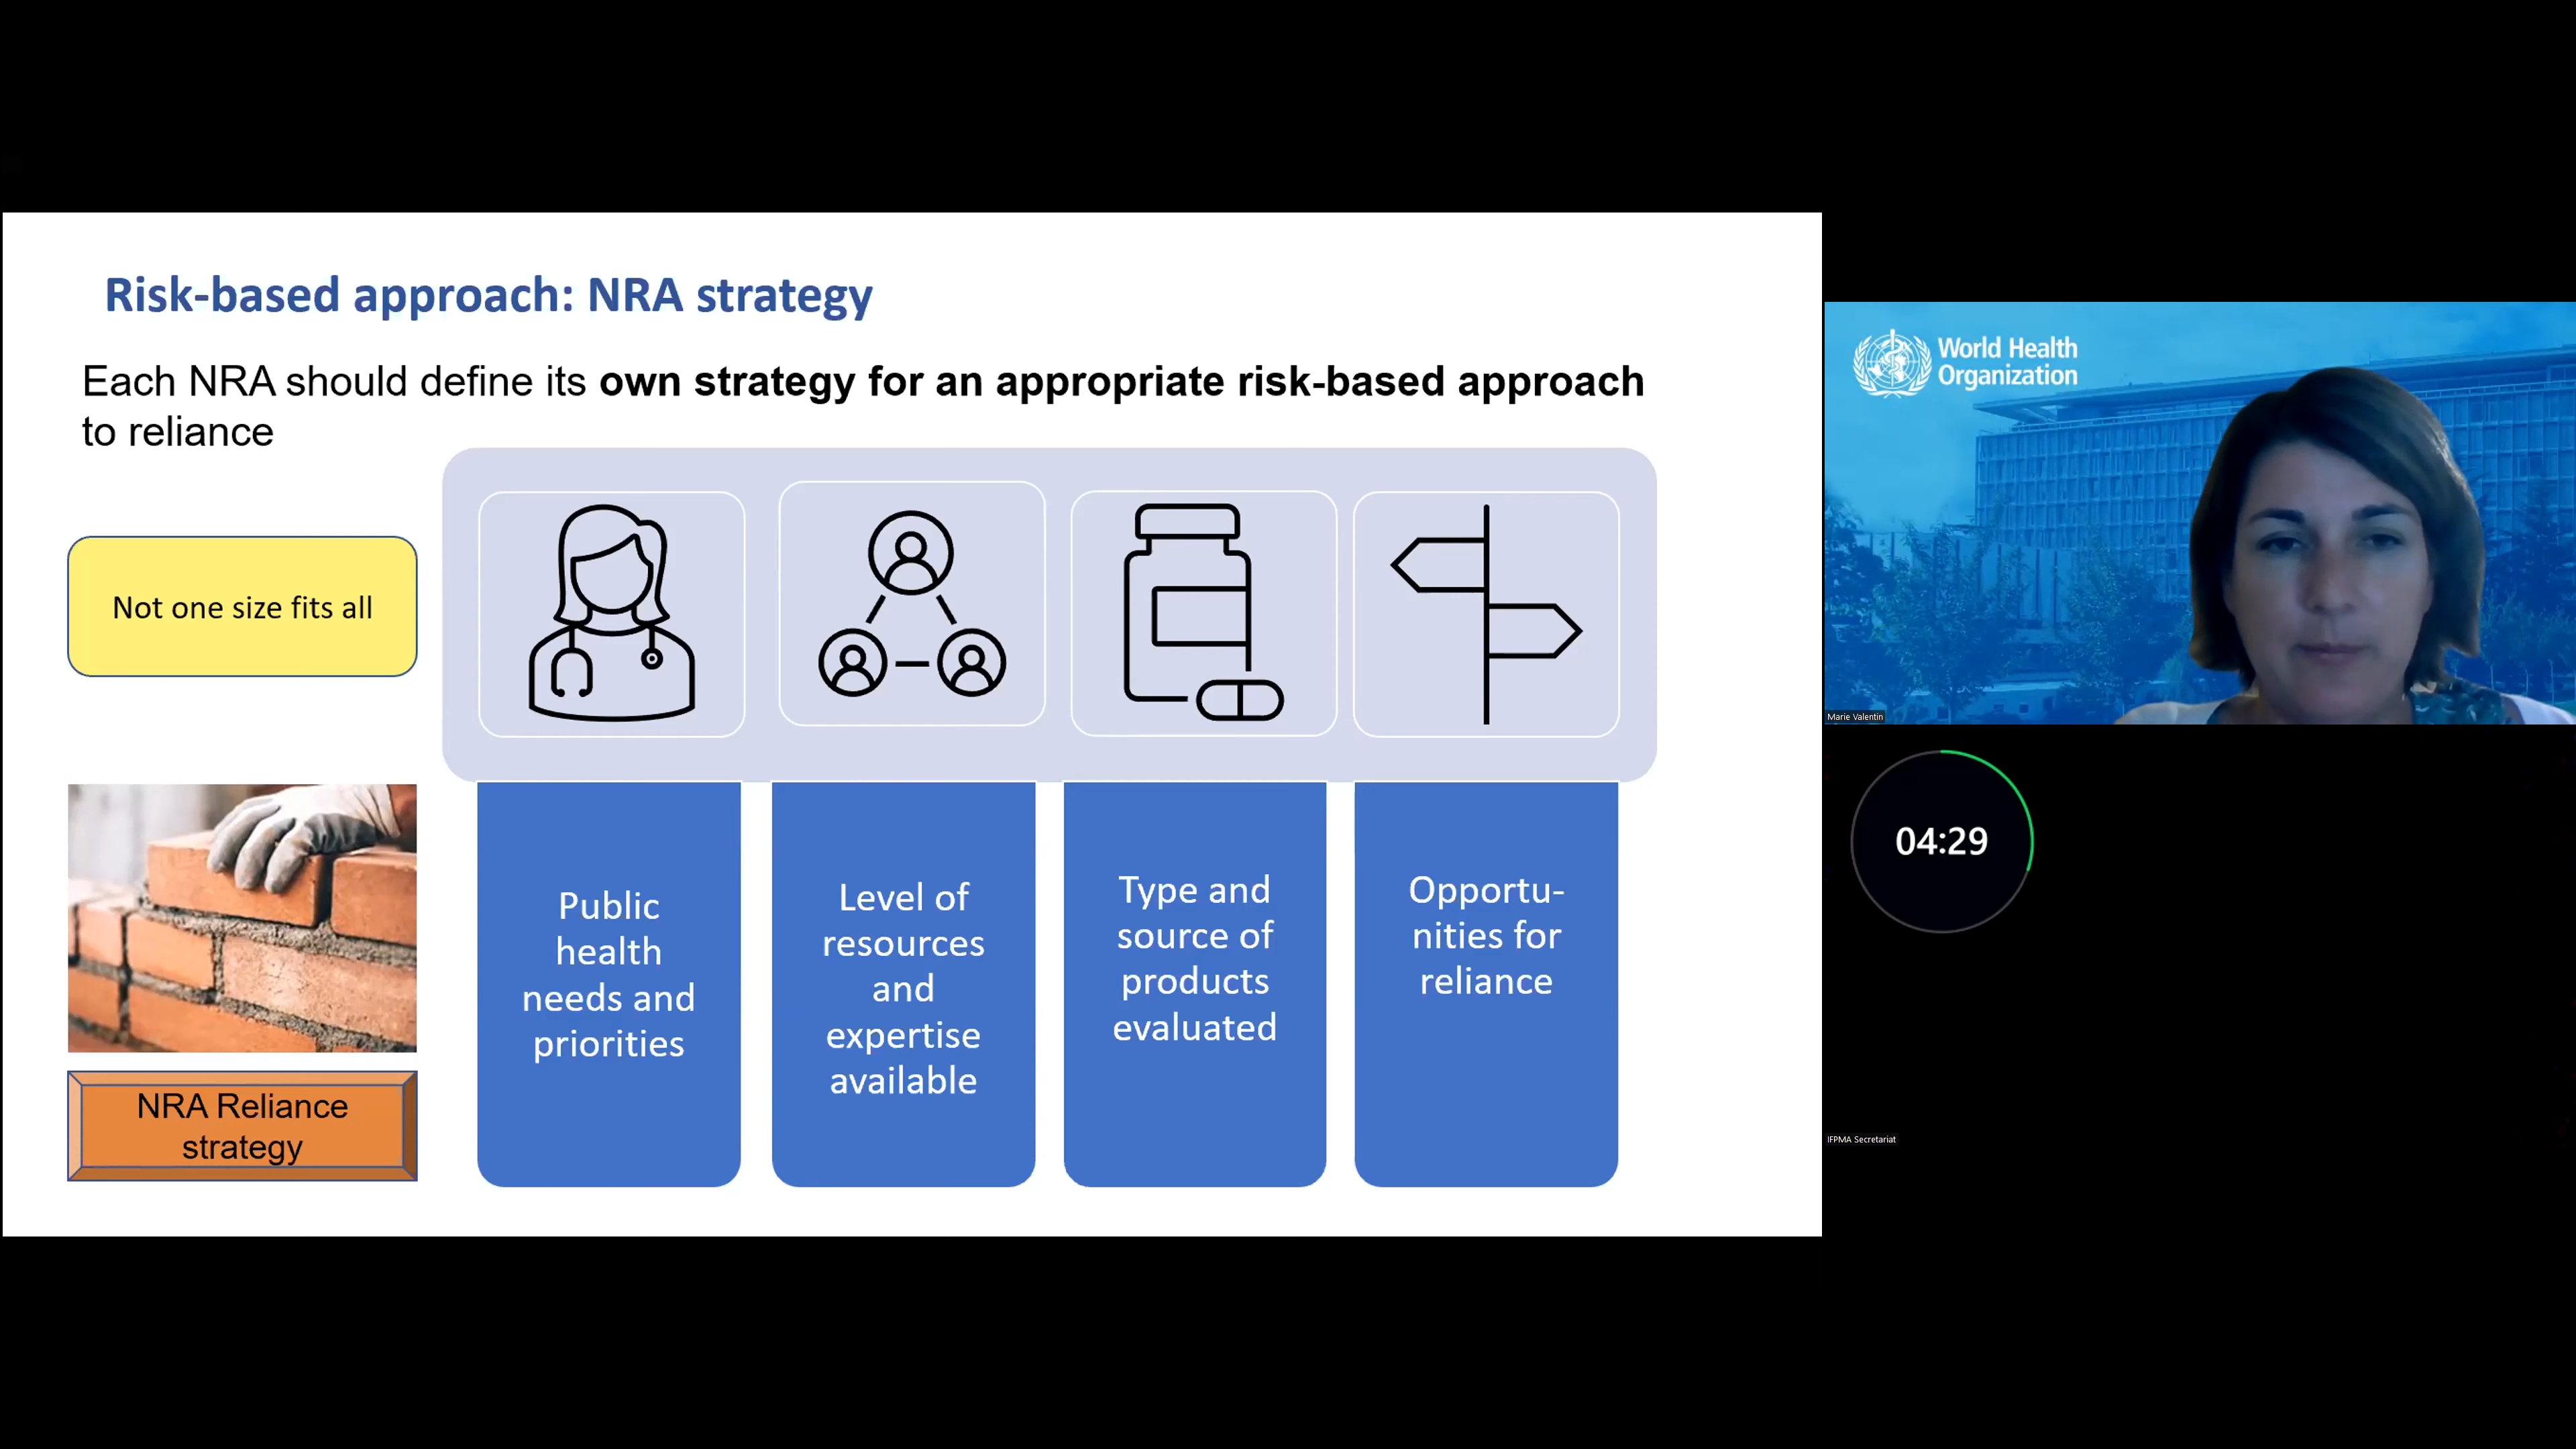 Risk-based approach: NRA strategy
Each NRA should define its own strategy for an appropriate risk-based approach
to reliance
Not one size fits all
NRA Reliance
strategy
Public
health
needs and
priorities
Level of
resources
and
expertise
available
Type and
source of
products
evaluated
Opportu-
nities for
reliance
World Health
Organization
Marie Valentin
04:29
IFPMA Secretariat